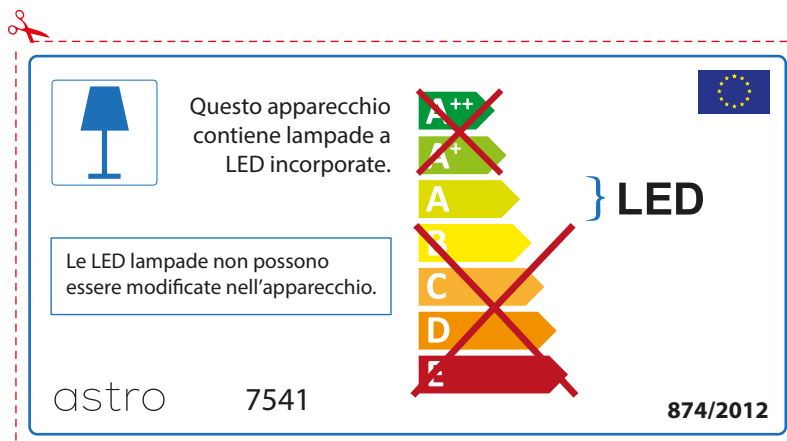 Questo apparecchio
contiene lampade a
LED incorporate.
A++
A+
A
B
C
D
E
LED
Le LED lampade non possono
essere modificate nell'apparecchio.
astro
7541
874/2012